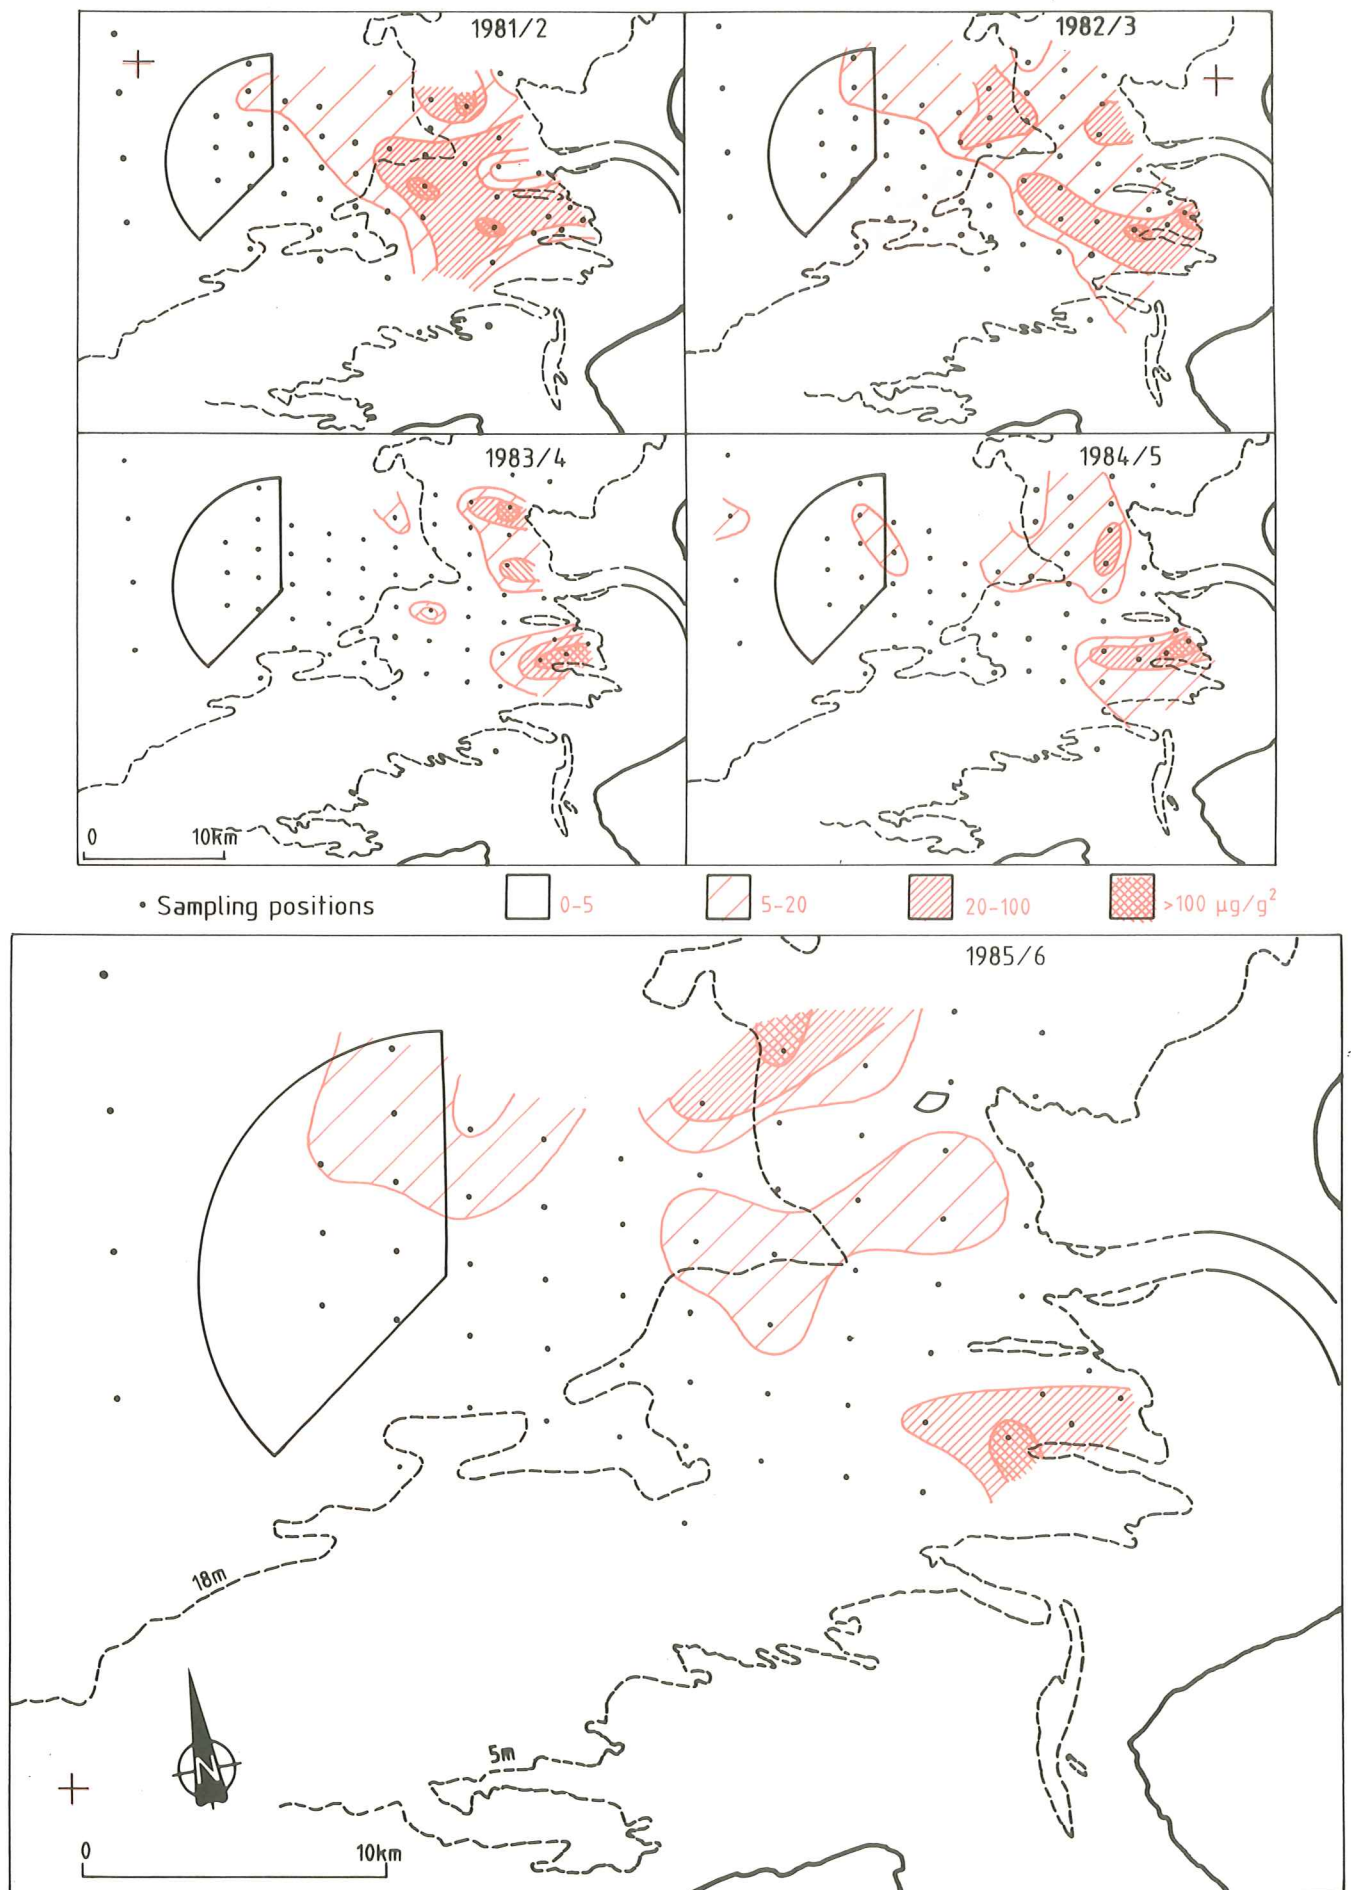 1981/2
1982/3
1983/4
1984/5
0 10km
• Sampling positions 0-5 5-20 20-100 >100 µg/g²
1985/6
18m
N
5m
0 10km